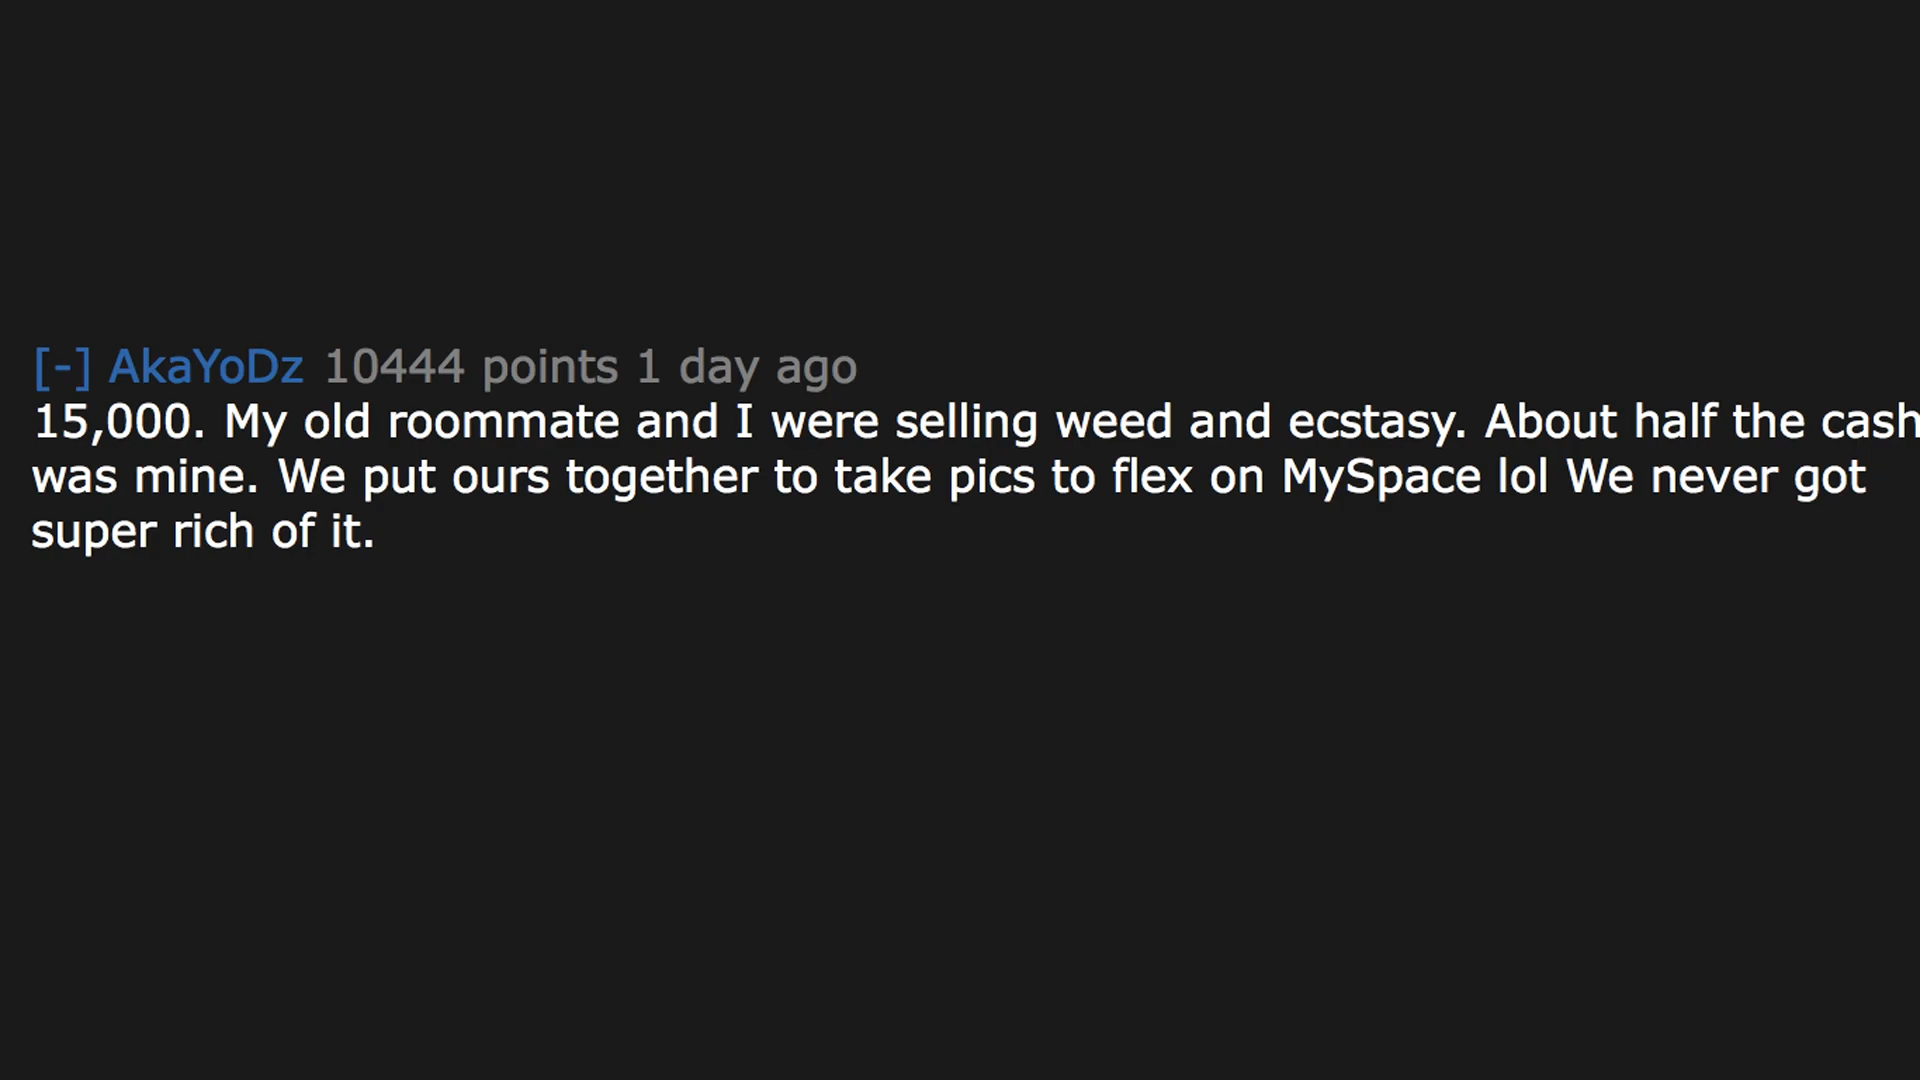 [-] AkaYoDz 10444 points 1 day ago
15,000. My old roommate and I were selling weed and ecstasy. About half the cash
was mine. We put ours together to take pics to flex on MySpace lol We never got
super rich of it.